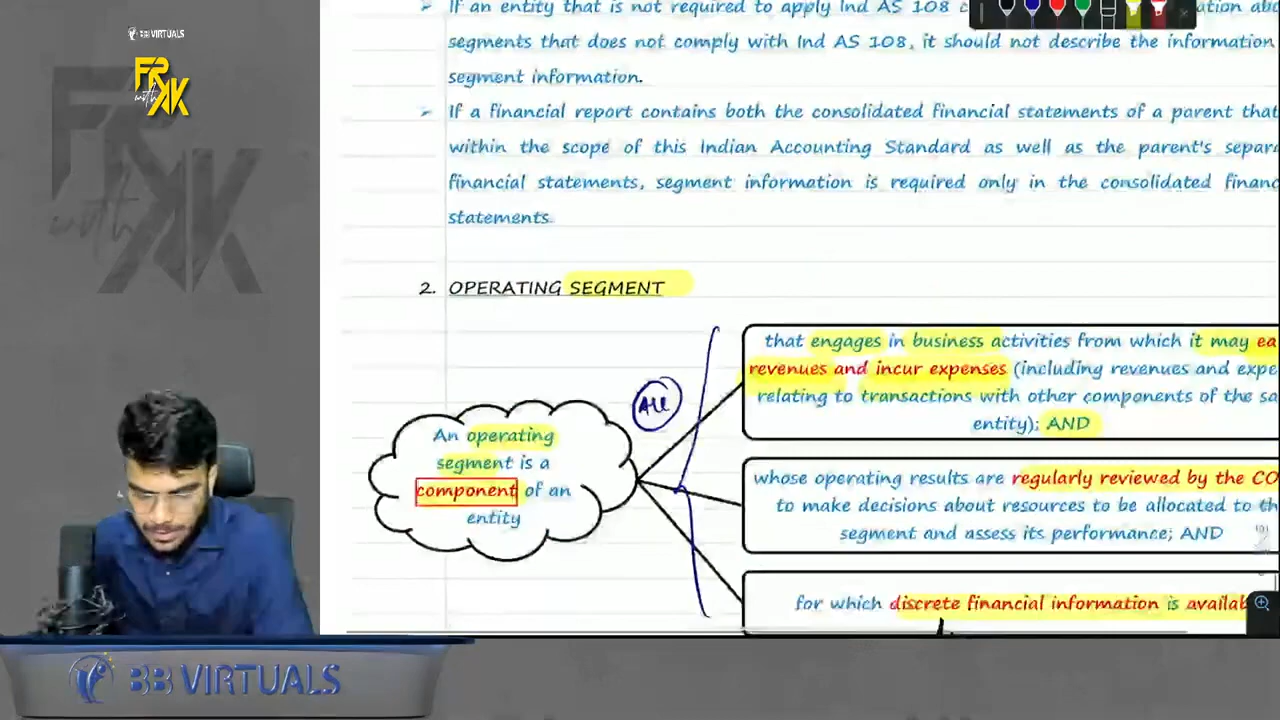 BB VIRTUALS
FR
with
KK
FR
with
KK
If an entity that is not required to apply Ind AS 108
segments that does not comply with Ind AS 108, it should not describe the information
segment information.
If a financial report contains both the consolidated financial statements of a parent that
within the scope of this Indian Accounting Standard as well as the parent's
financial statements, segment information is required only in the consolidated
statements.
2. OPERATING SEGMENT
that engages in business activities from which it may
revenues and incur expenses (including revenues and
relating to transactions with other components of the
entity); AND
All
An operating
segment is a
component of an
entity
whose operating results are regularly reviewed by the
to make decisions about resources to be allocated to
segment and assess its performance; AND
for which discrete financial information is
BB VIRTUALS